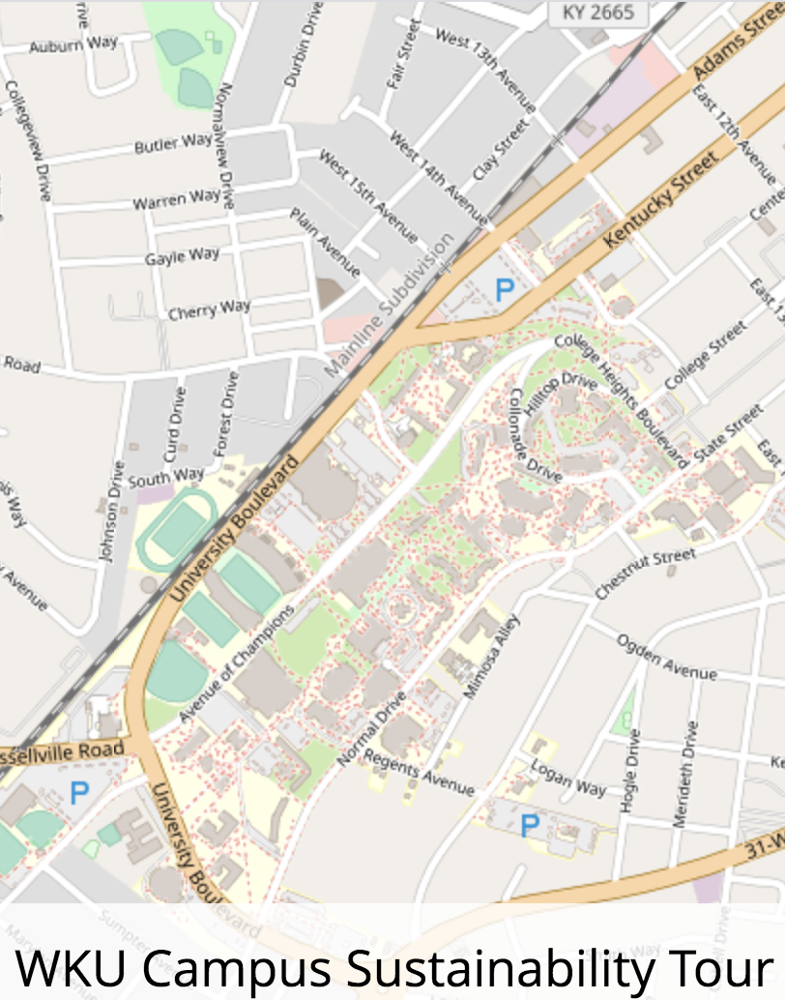 KY 2665
Auburn Way
Durbin Drive
Fair Street
West 13th Avenue
Adams Stree
Collegeview Drive
Normalview Drive
Butler Way
Clay Street
East 12th Avenue
West 14th Avenue
West 15th Avenue
Warren Way
Plain Avenue
Kentucky Street
Gayle Way
Mainline Subdivision
P
Cherry Way
College Street
College Heights Boulevard
Road
Hilltop Drive
Colonade Drive
Curd Drive
Forest Drive
State Street
South Way
Johnson Drive
University Boulevard
Avenue
Chestnut Street
Mimosa Alley
Ogden Avenue
Avenue of Champions
Normal Drive
ssellville Road
Regents Avenue
Logan Way
Hogle Drive
Merideth Drive
P
P
University Boulevard
31-W
WKU Campus Sustainability Tour